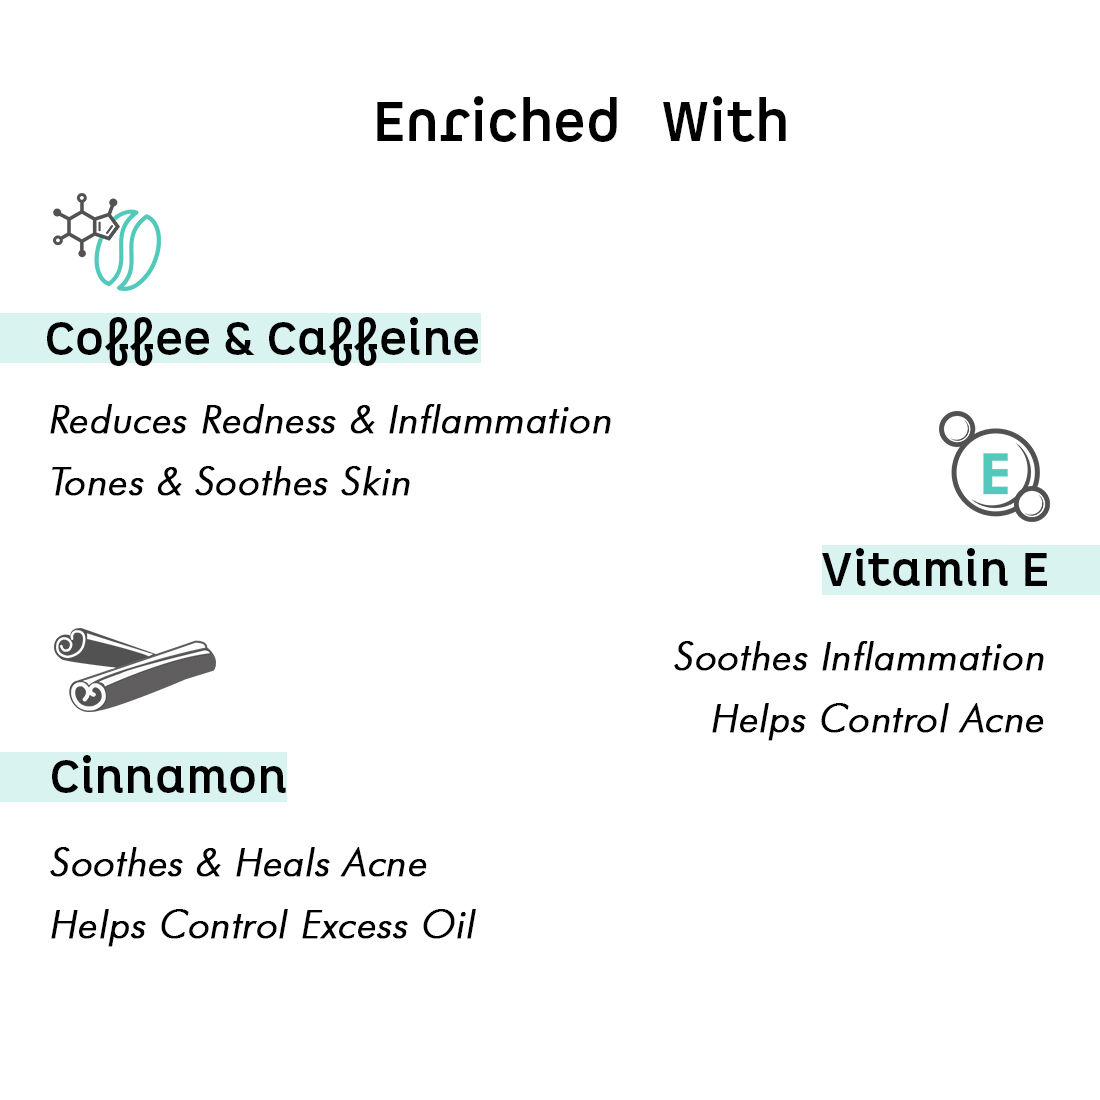 Enriched With
Coffee & Caffeine
Reduces Redness & Inflammation
Tones & Soothes Skin
E
Vitamin E
Soothes Inflammation
Helps Control Acne
Cinnamon
Soothes & Heals Acne
Helps Control Excess Oil